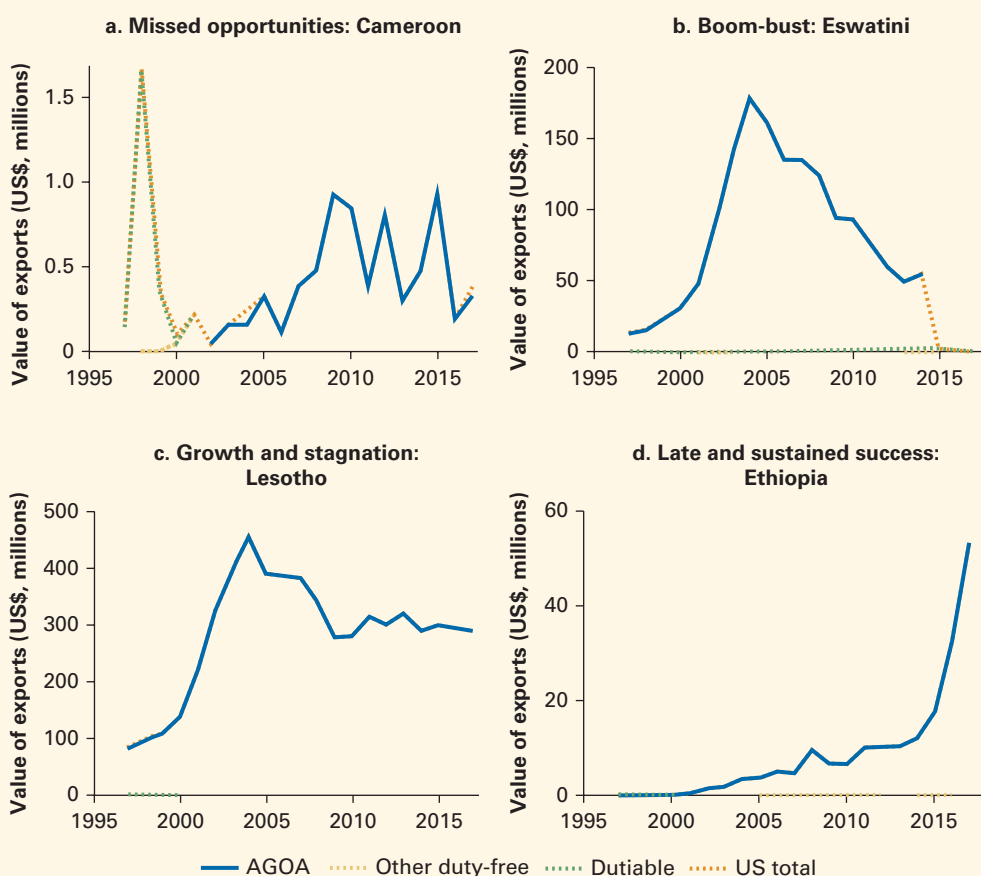 a. Missed opportunities: Cameroon
Value of exports (US$, millions)
1.5
1.0
0.5
0
1995 2000 2005 2010 2015
b. Boom-bust: Eswatini
Value of exports (US$, millions)
200
150
100
50
0
1995 2000 2005 2010 2015
c. Growth and stagnation:
Lesotho
Value of exports (US$, millions)
500
400
300
200
100
0
1995 2000 2005 2010 2015
d. Late and sustained success:
Ethiopia
Value of exports (US$, millions)
60
40
20
0
1995 2000 2005 2010 2015
AGOA Other duty-free Dutiable US total